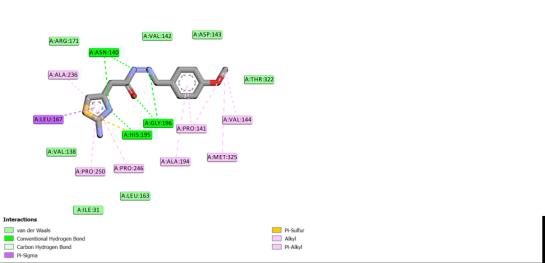 A:VAL:142
A:ASP:143
A:ARG:171
A:ASN:140
A:ALA:236
A:THR:322
A:LEU:167
A:GLY:196
A:VAL:144
A:PRO:141
A:HIS:195
A:VAL:138
A:ALA:194
A:MET:325
A:PRO:250
A:PRO:246
A:LEU:163
A:ILE:31
Interactions
van der Waals
Conventional Hydrogen Bond
Carbon Hydrogen Bond
Pi-Sigma
Pi-Sulfur
Alkyl
Pi-Alkyl